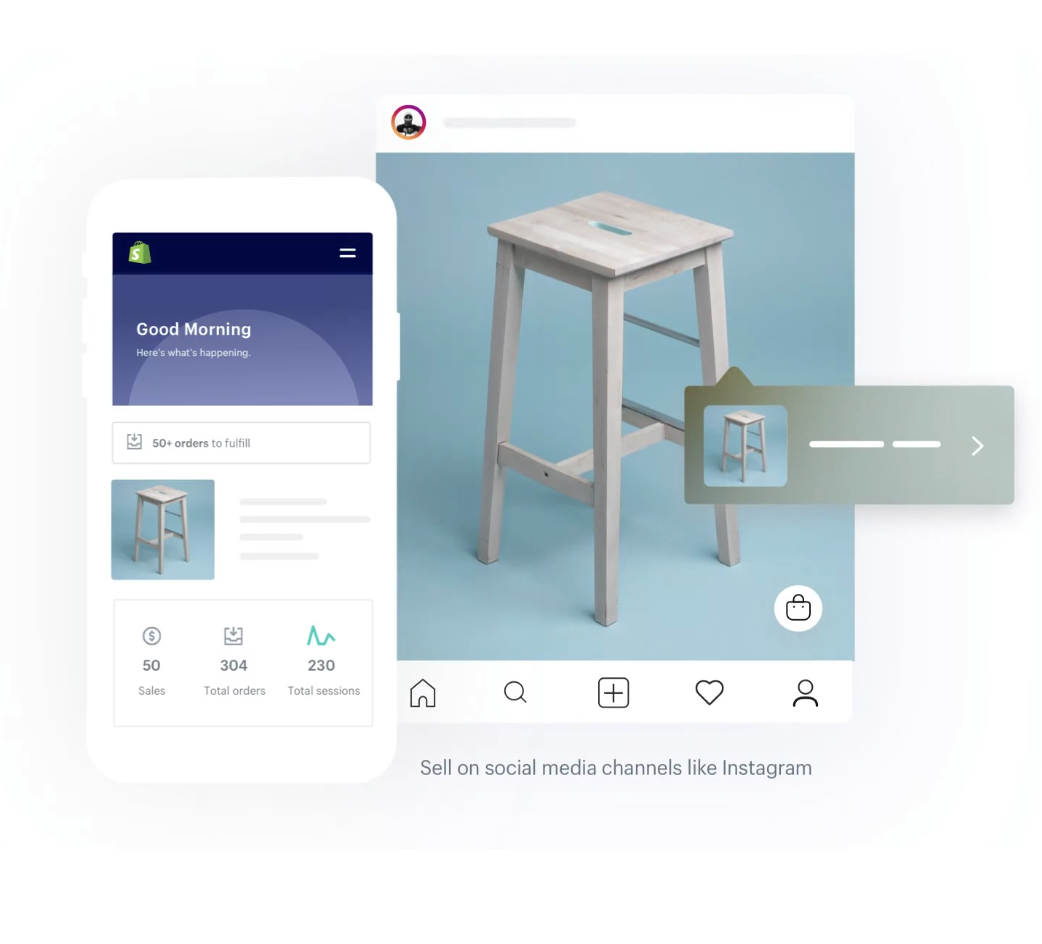 Good Morning
Here's what's happening.
50+ orders to fulfill
50 304 230
Sales Total orders Total sessions
Sell on social media channels like Instagram